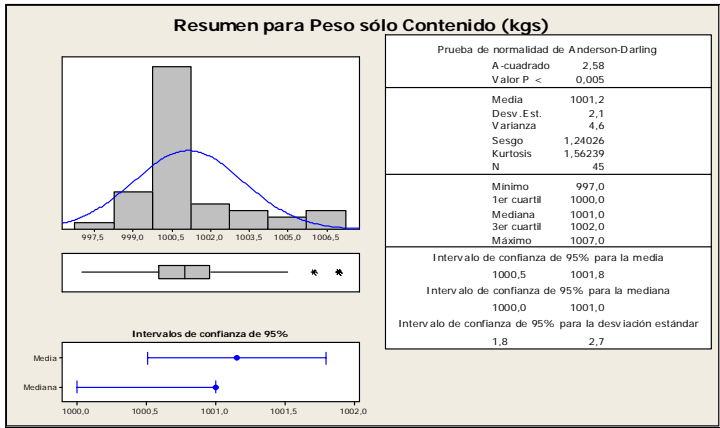 Resumen para Peso sólo Contenido (kgs)
997,5 999,0 1000,5 1002,0 1003,5 1005,0 1006,5
Intervalos de confianza de 95%
Media
Mediana
1000,0 1000,5 1001,0 1001,5 1002,0
Prueba de normalidad de Anderson-Darling
A-cuadrado 2,58
Valor P < 0,005
Media 1001,2
Desv.Est. 2,1
Varianza 4,6
Sesgo 1,24026
Kurtosis 1,56239
N 45
Mínimo 997,0
1er cuartil 1000,0
Mediana 1001,0
3er cuartil 1002,0
Máximo 1007,0
Intervalo de confianza de 95% para la media
1000,5 1001,8
Intervalo de confianza de 95% para la mediana
1000,0 1001,0
Intervalo de confianza de 95% para la desviación estándar
1,8 2,7